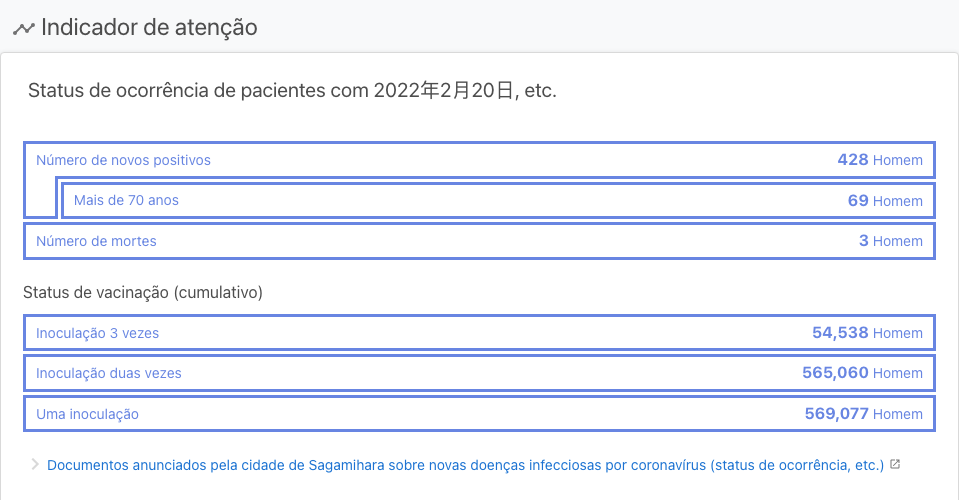 Indicador de atenção
Status de ocorrência de pacientes com 2022年2月20日, etc.
Número de novos positivos 428 Homem
Mais de 70 anos 69 Homem
Número de mortes 3 Homem
Status de vacinação (cumulativo)
Inoculação 3 vezes 54,538 Homem
Inoculação duas vezes 565,060 Homem
Uma inoculação 569,077 Homem
Documentos anunciados pela cidade de Sagamihara sobre novas doenças infecciosas por coronavírus (status de ocorrência, etc.)